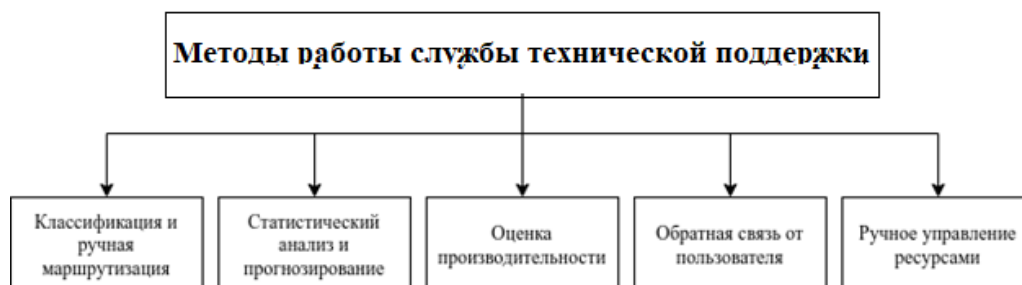 Методы работы службы технической поддержки
Классификация и
ручная
маршрутизация
Статистический
анализ и
прогнозирование
Оценка
производительности
Обратная связь от
пользователя
Ручное управление
ресурсами